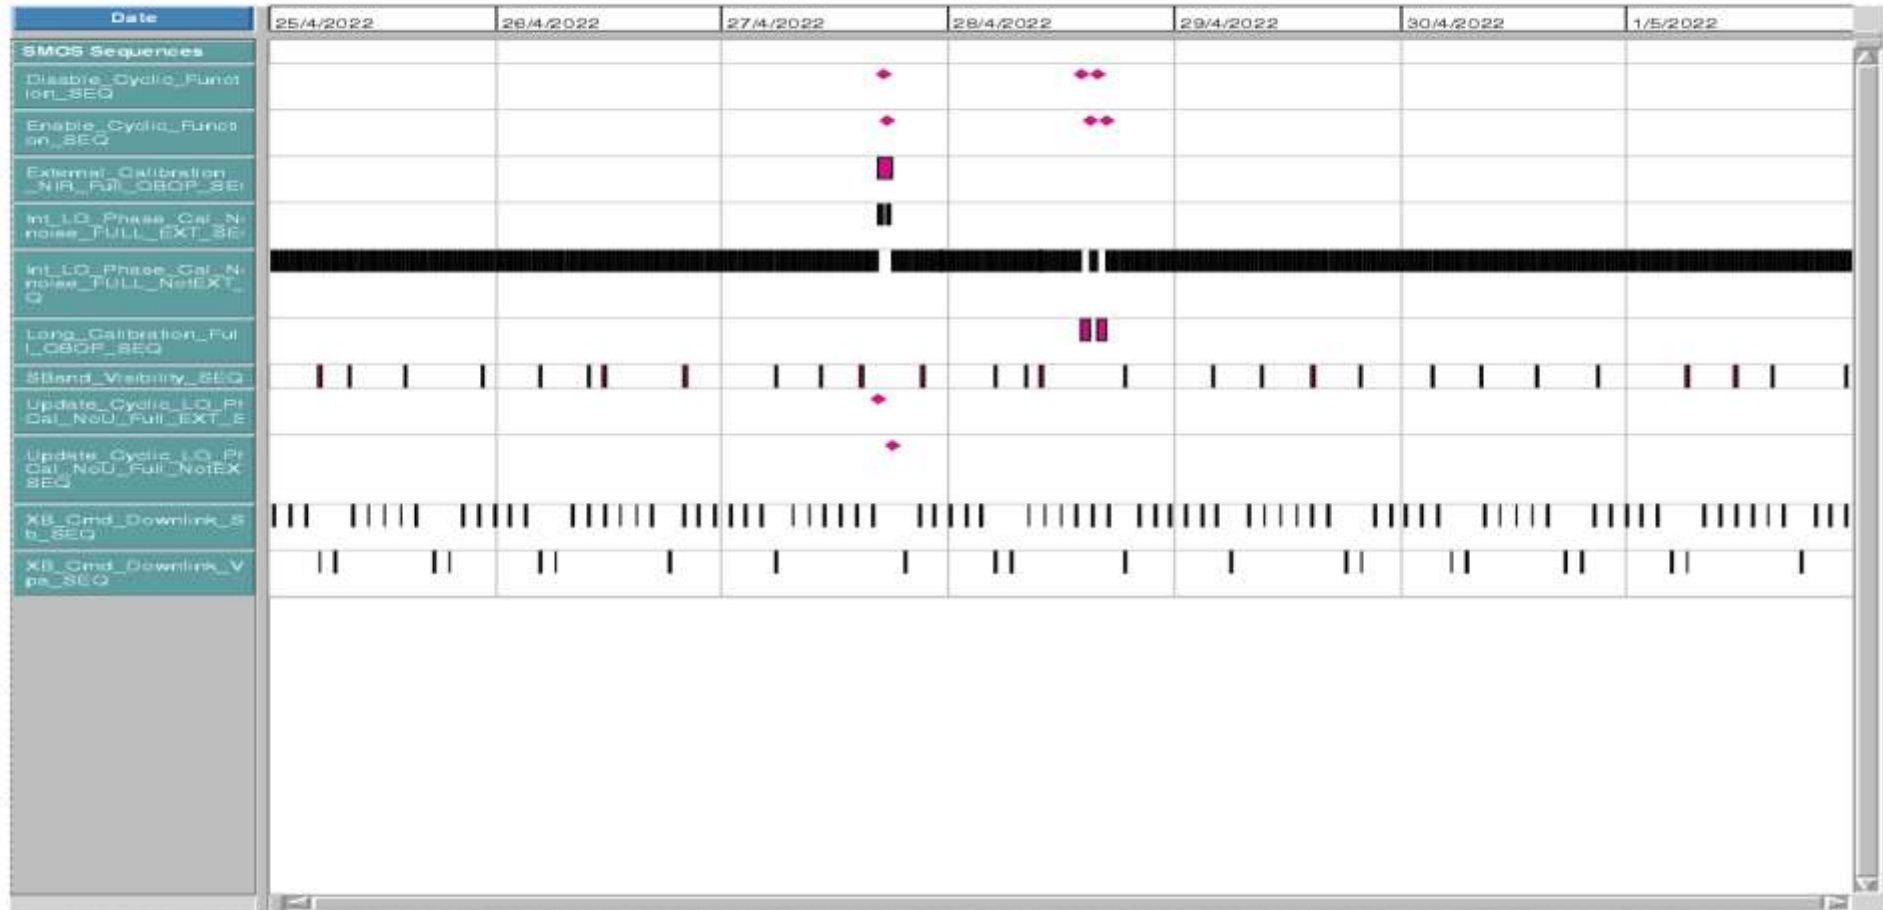 Date
25/4/2022 26/4/2022 27/4/2022 28/4/2022 29/4/2022 30/4/2022 1/5/2022
SMOS Sequences
Disable_Cyclic_Funct
ion_SEQ
Enable_Cyclic_Functi
on_SEQ
External_Calibration
_NIR_Full_OBOP_SE
Int_LO_Phase_Cal_N
noise_FULL_EXT_SE
Int_LO_Phase_Cal_N
noise_FULL_NotEXT_
Q
Long_Calibration_Ful
l_OBOP_SEQ
SBand_Visibility_SEQ
Update_Cyclic_LO_P
Cal_NoU_Full_EXT_S
Update_Cyclic_LO_P
Cal_NoU_Full_NotEX
SEQ
XB_Cmd_Downlink_S
b_SEQ
XB_Cmd_Downlink_V
pa_SEQ